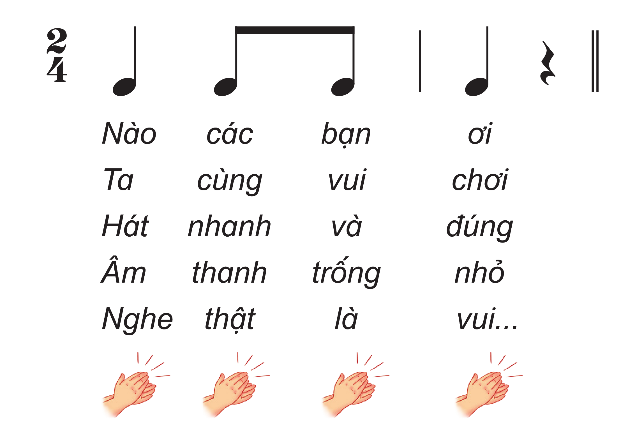 2
4
Nào các bạn ơi
Ta cùng vui chơi
Hát nhanh và đúng
Âm thanh trống nhỏ
Nghe thật là vui...